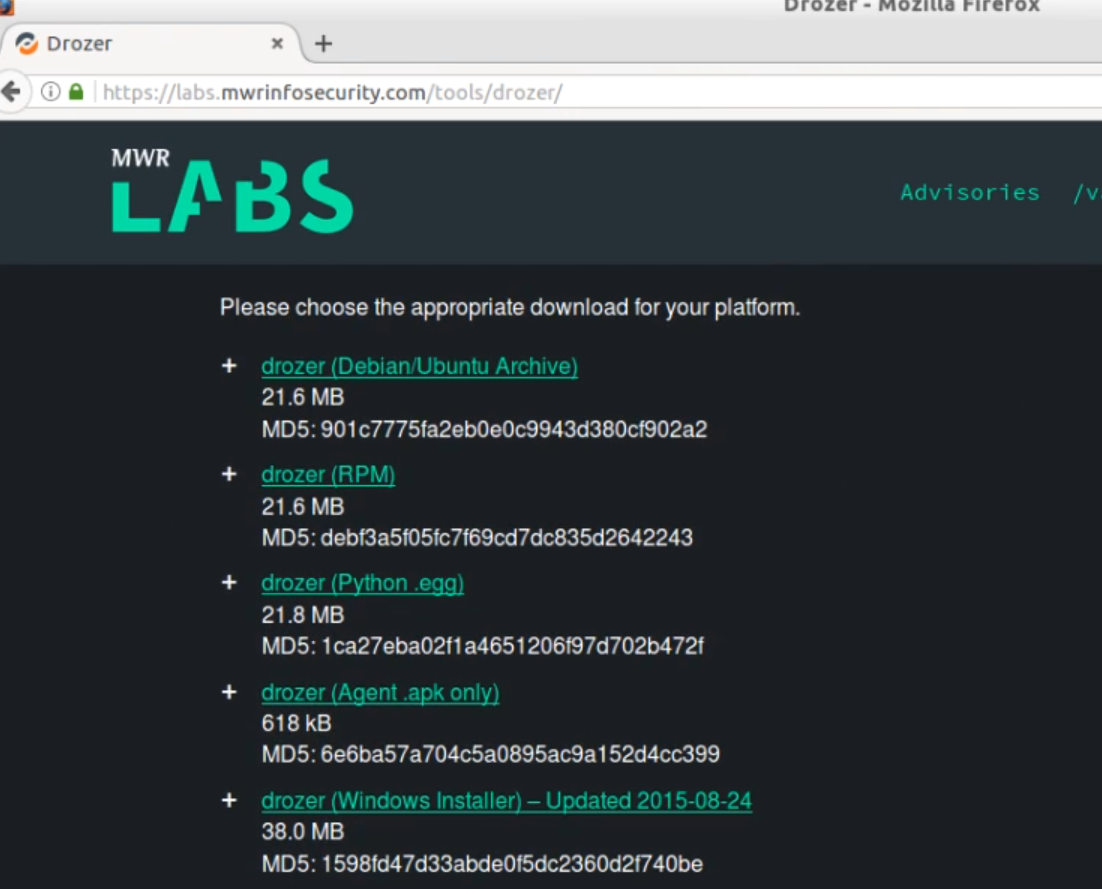 Drozer - Mozilla Firefox
Drozer
https://labs.mwrinfosecurity.com/tools/drozer/
MWR
LABS
Advisories
Please choose the appropriate download for your platform.
+ drozer (Debian/Ubuntu Archive)
21.6 MB
MD5: 901c7775fa2eb0e0c9943d380cf902a2
+ drozer (RPM)
21.6 MB
MD5: debf3a5f05fc7f69cd7dc835d2642243
+ drozer (Python .egg)
21.8 MB
MD5: 1ca27eba02f1a4651206f97d702b472f
+ drozer (Agent .apk only)
618 kB
MD5: 6e6ba57a704c5a0895ac9a152d4cc399
+ drozer (Windows Installer) – Updated 2015-08-24
38.0 MB
MD5: 1598fd47d33abde0f5dc2360d2f740be